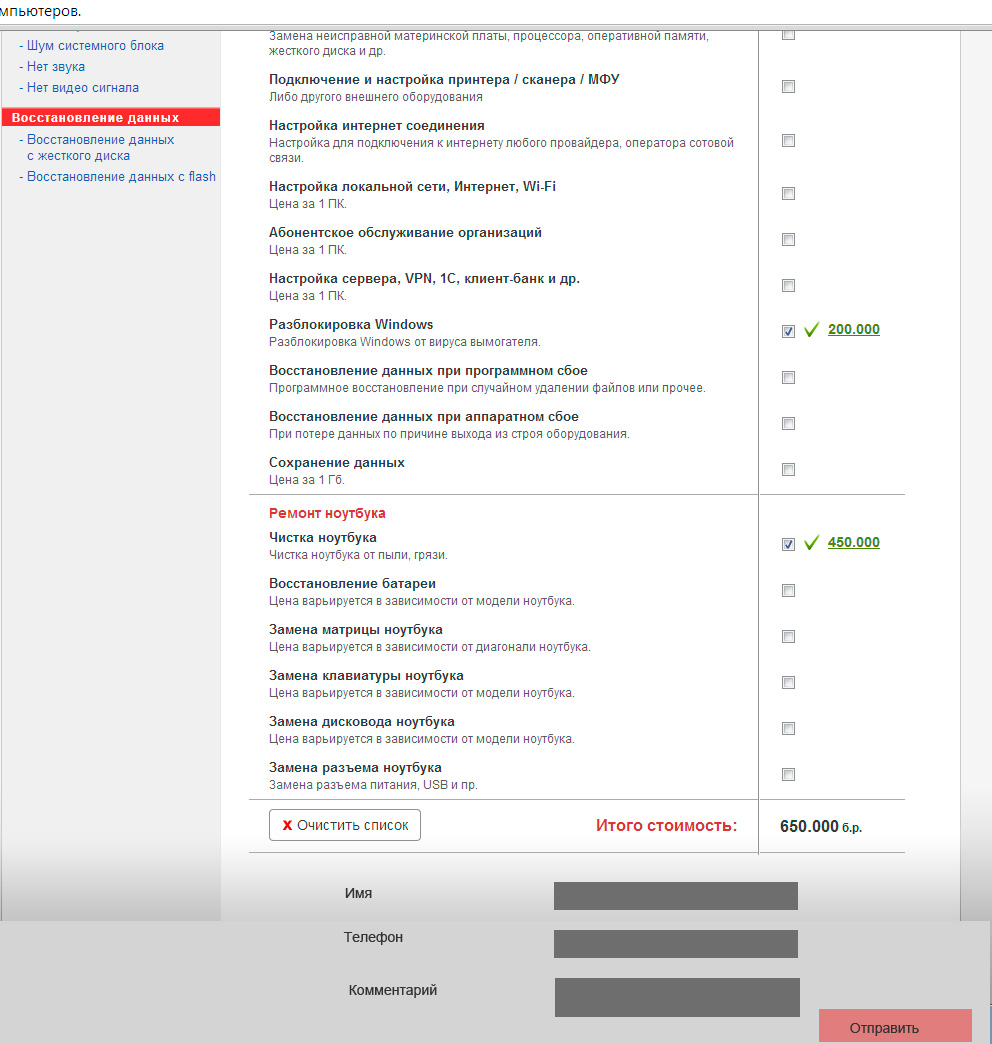 мпьютеров.
- Шум системного блока
- Нет звука
- Нет видео сигнала
Восстановление данных
- Восстановление данных
с жесткого диска
- Восстановление данных с flash
Замена неисправной материнской платы, процессора, оперативной памяти,
жесткого диска и др.
Подключение и настройка принтера / сканера / МФУ
Либо другого внешнего оборудования
Настройка интернет соединения
Настройка для подключения к интернету любого провайдера, оператора сотовой
связи.
Настройка локальной сети, Интернет, Wi-Fi
Цена за 1 ПК.
Абонентское обслуживание организаций
Цена за 1 ПК.
Настройка сервера, VPN, 1С, клиент-банк и др.
Цена за 1 ПК.
Разблокировка Windows
Разблокировка Windows от вируса вымогателя.
200.000
Восстановление данных при программном сбое
Программное восстановление при случайном удалении файлов или прочее.
Восстановление данных при аппаратном сбое
При потере данных по причине выхода из строя оборудования.
Сохранение данных
Цена за 1 Гб.
Ремонт ноутбука
Чистка ноутбука
Чистка ноутбука от пыли, грязи.
450.000
Восстановление батареи
Цена варьируется в зависимости от модели ноутбука.
Замена матрицы ноутбука
Цена варьируется в зависимости от диагонали ноутбука.
Замена клавиатуры ноутбука
Цена варьируется в зависимости от модели ноутбука.
Замена дисковода ноутбука
Цена варьируется в зависимости от модели ноутбука.
Замена разъема ноутбука
Замена разъема питания, USB и пр.
x Очистить список
Итого стоимость:
650.000 б.р.
Имя
Телефон
Комментарий
Отправить